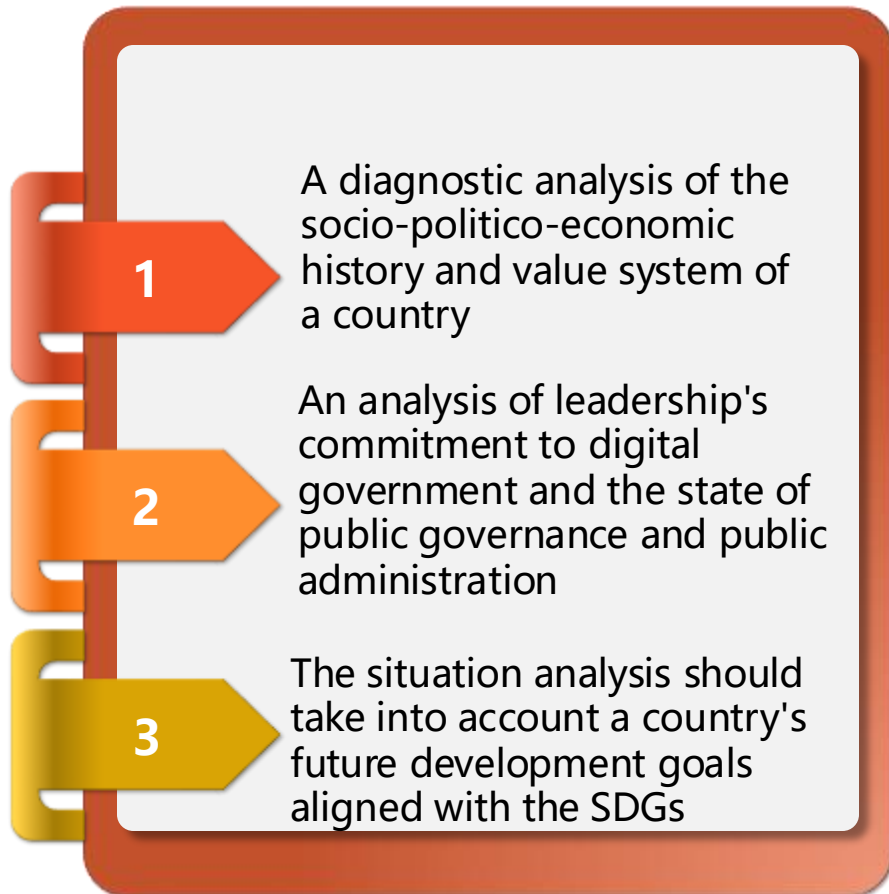 1
A diagnostic analysis of the
socio-politico-economic
history and value system of
a country
2
An analysis of leadership's
commitment to digital
government and the state of
public governance and public
administration
3
The situation analysis should
take into account a country's
future development goals
aligned with the SDGs